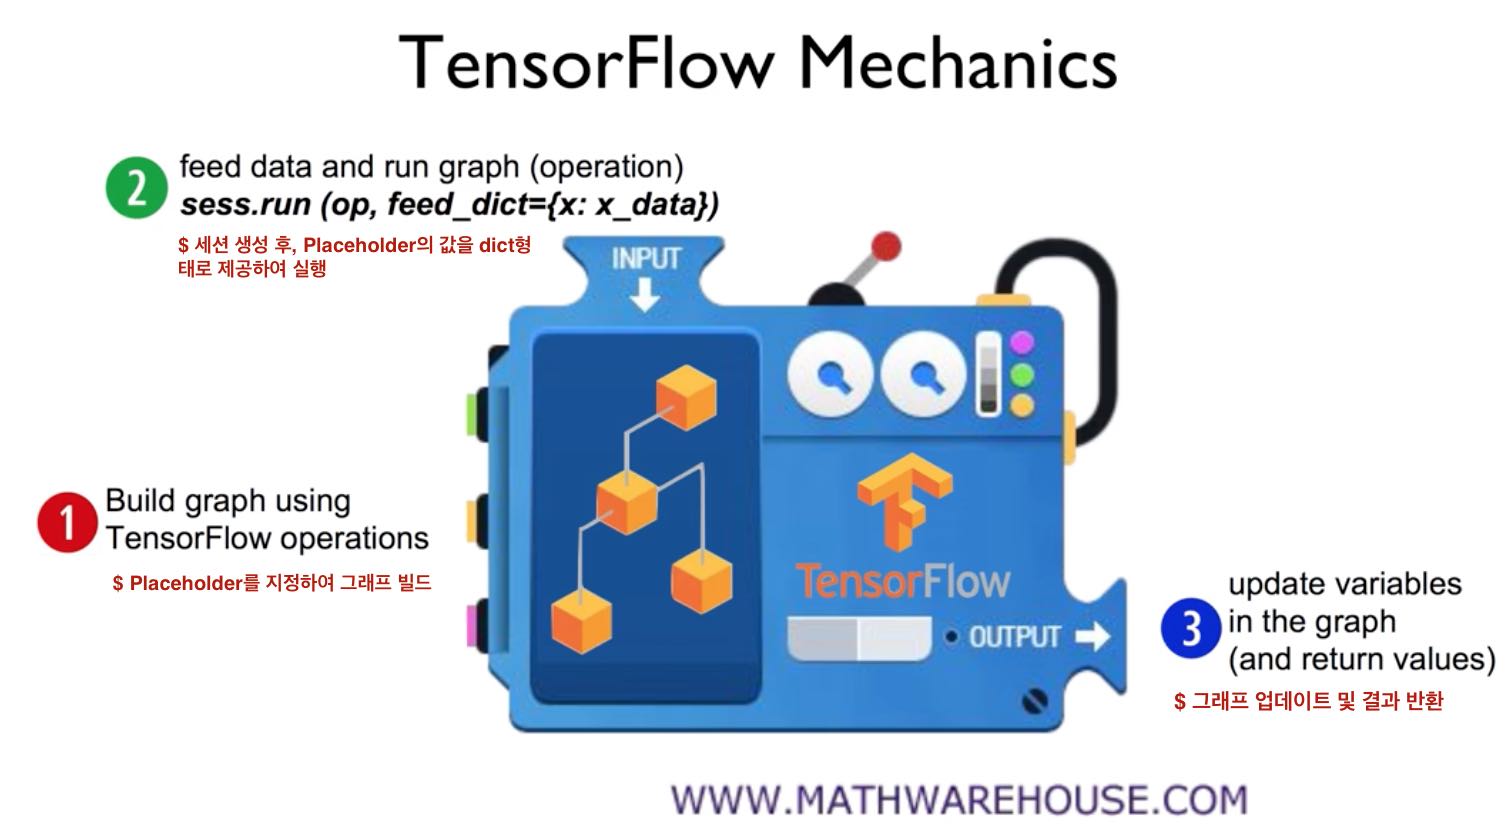 TensorFlow Mechanics
2
feed data and run graph (operation)
sess.run (op, feed_dict={x: x_data})
$ 세션 생성 후, Placeholder의 값을 dict형
태로 제공하여 실행
INPUT
1
Build graph using
TensorFlow operations
$ Placeholder를 지정하여 그래프 빌드
TensorFlow
OUTPUT
3
update variables
in the graph
(and return values)
$ 그래프 업데이트 및 결과 반환
WWW.MATHWAREHOUSE.COM